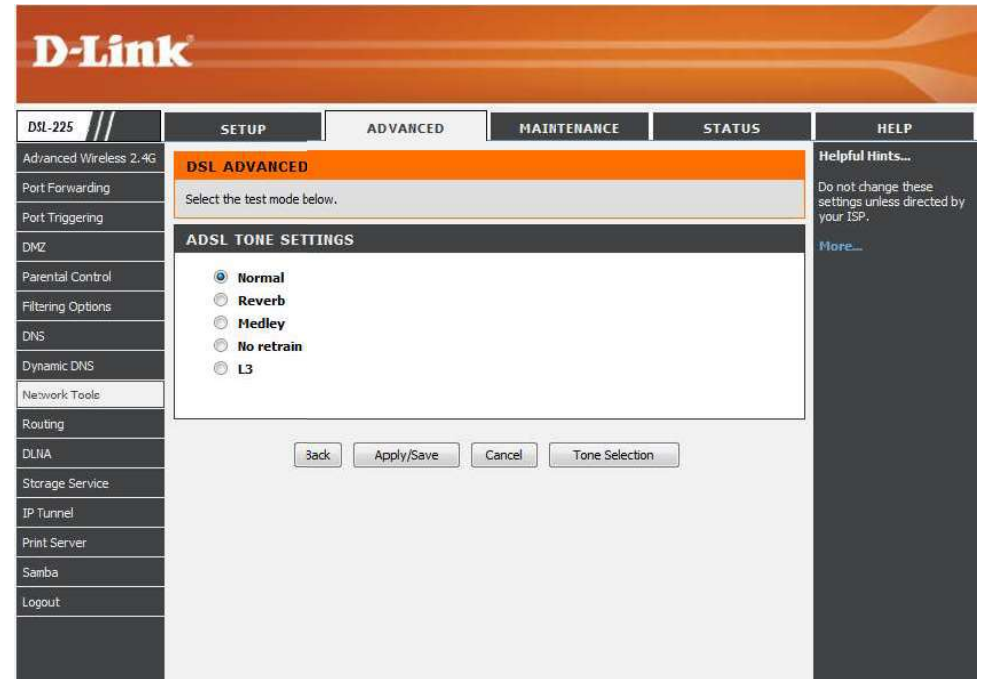 D-Link
DSL-225
SETUP
ADVANCED
MAINTENANCE
STATUS
HELP
Advanced Wireless 2.4G
Port Forwarding
Port Triggering
DMZ
Parental Control
Filtering Options
DNS
Dynamic DNS
Network Tools
Routing
DLNA
Storage Service
IP Tunnel
Print Server
Samba
Logout
DSL ADVANCED
Select the test mode below.
ADSL TONE SETTINGS
Normal
Reverb
Medley
No retrain
L3
Back
Apply/Save
Cancel
Tone Selection
Helpful Hints...
Do not change these
settings unless directed by
your ISP.
More...